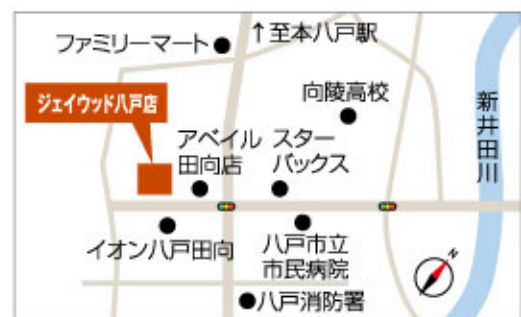 ファミリーマート
↑至本八戸駅
向陵高校
ジェイウッド八戸店
新井田川
アベイル
田向店
スター
バックス
イオン八戸田向
八戸市立
市民病院
八戸消防署
N